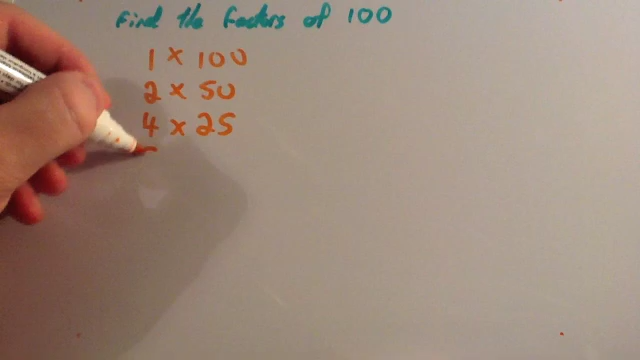 Find the factors of 100
1 x 100
2 x 50
4 x 25